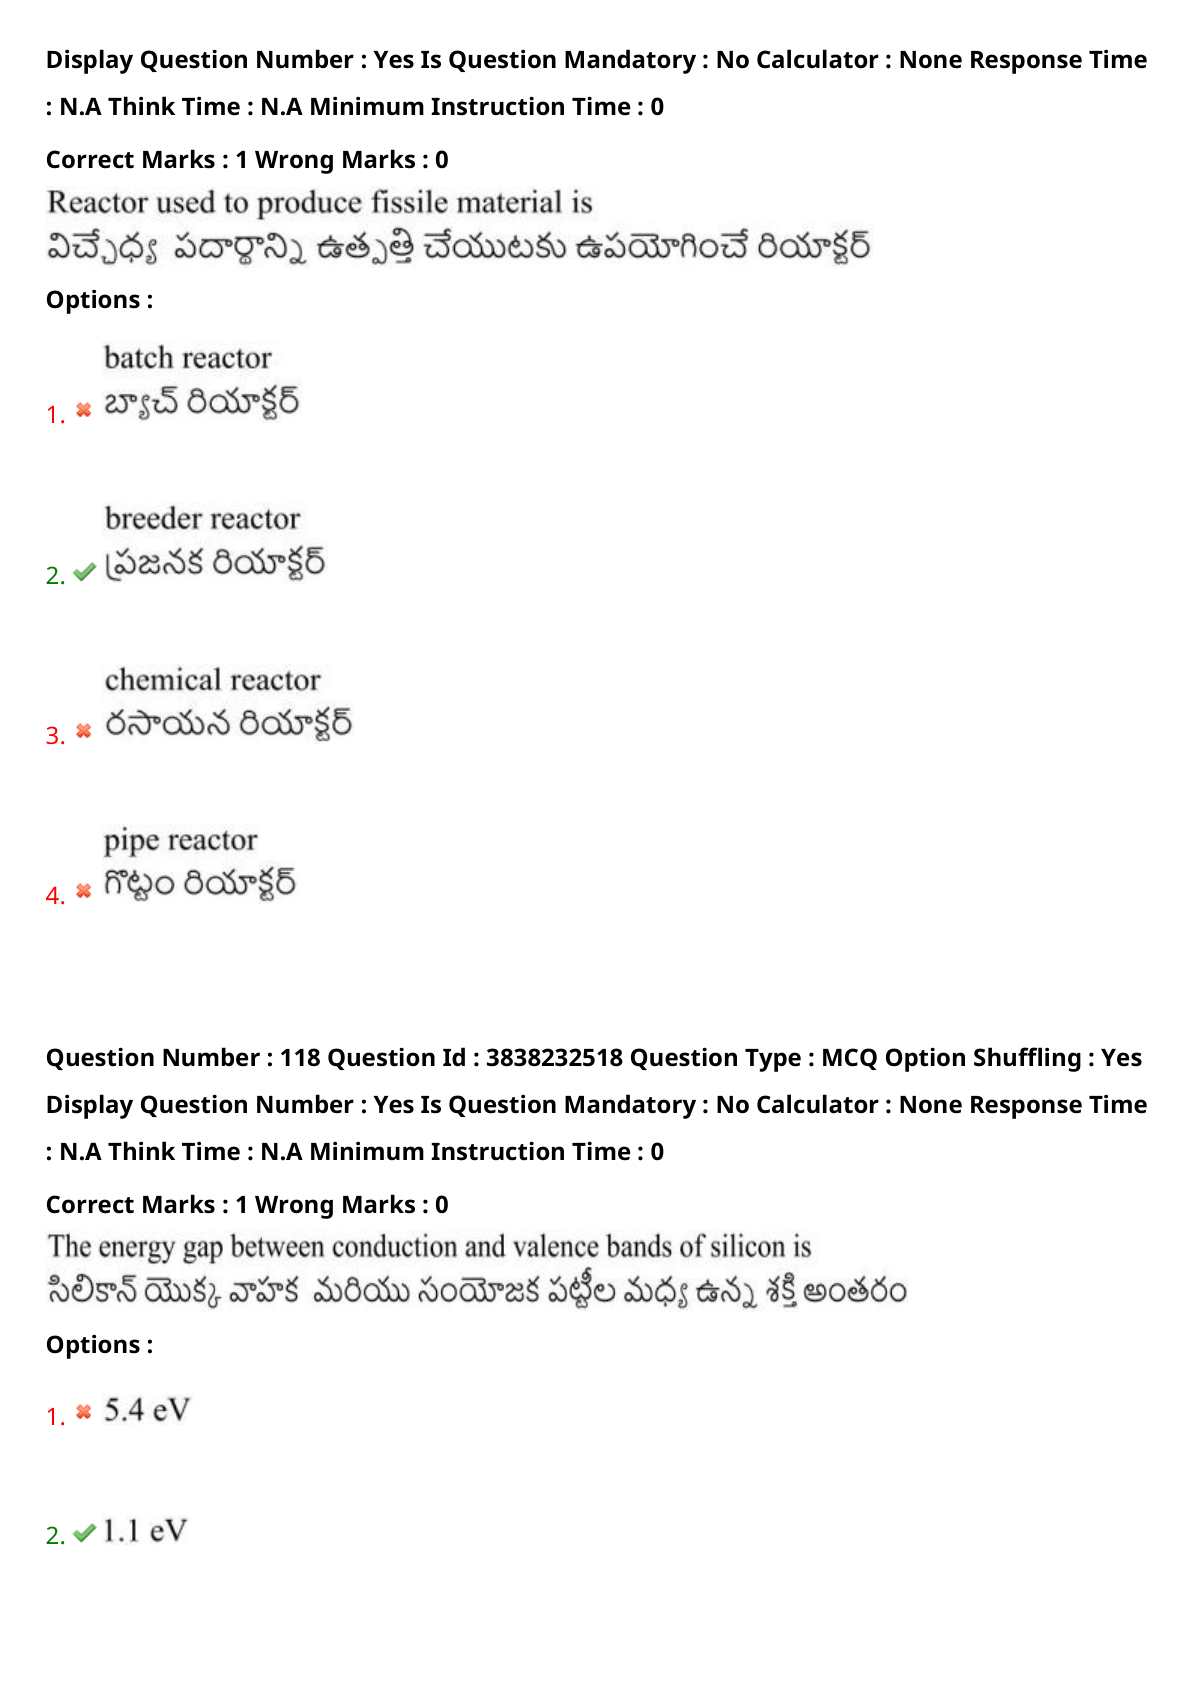 Display Question Number : Yes Is Question Mandatory : No Calculator : None Response Time
: N.A Think Time : N.A Minimum Instruction Time : 0
Correct Marks : 1 Wrong Marks : 0
Reactor used to produce fissile material is
విచ్ఛేధ్య పదార్థాన్ని ఉత్పత్తి చేయుటకు ఉపయోగించే రియాక్టర్
Options :
batch reactor
1. బ్యాచ్ రియాక్టర్
breeder reactor
2. ప్రజనక రియాక్టర్
chemical reactor
3. రసాయన రియాక్టర్
pipe reactor
4. గొట్టం రియాక్టర్
Question Number : 118 Question Id : 3838232518 Question Type : MCQ Option Shuffling : Yes
Display Question Number : Yes Is Question Mandatory : No Calculator : None Response Time
: N.A Think Time : N.A Minimum Instruction Time : 0
Correct Marks : 1 Wrong Marks : 0
The energy gap between conduction and valence bands of silicon is
సిలికాన్ యొక్క వాహక మరియు సంయోజక పట్టీల మధ్య ఉన్న శక్తి అంతరం
Options :
1. 5.4 eV
2. 1.1 eV